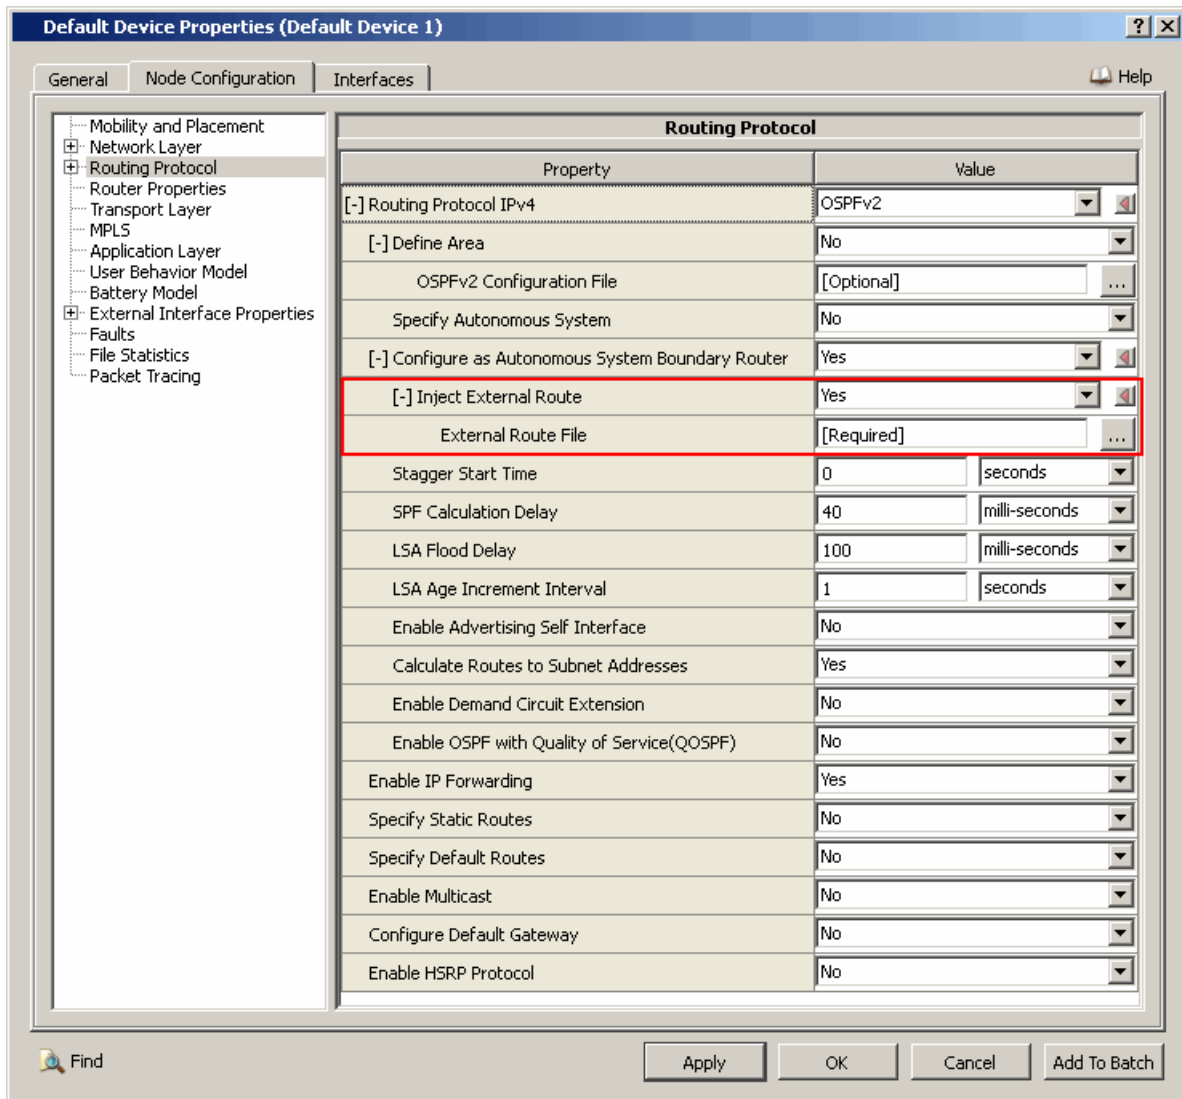 Default Device Properties (Default Device 1)
? X
General Node Configuration Interfaces Help
Mobility and Placement
Network Layer
Routing Protocol
Router Properties
Transport Layer
MPLS
Application Layer
User Behavior Model
Battery Model
External Interface Properties
Faults
File Statistics
Packet Tracing
Routing Protocol
Property Value
[-] Routing Protocol IPv4 OSPFv2
[-] Define Area No
OSPFv2 Configuration File [Optional] ...
Specify Autonomous System No
[-] Configure as Autonomous System Boundary Router Yes
[-] Inject External Route Yes
External Route File [Required] ...
Stagger Start Time 0 seconds
SPF Calculation Delay 40 milli-seconds
LSA Flood Delay 100 milli-seconds
LSA Age Increment Interval 1 seconds
Enable Advertising Self Interface No
Calculate Routes to Subnet Addresses Yes
Enable Demand Circuit Extension No
Enable OSPF with Quality of Service(QOSPF) No
Enable IP Forwarding Yes
Specify Static Routes No
Specify Default Routes No
Enable Multicast No
Configure Default Gateway No
Enable HSRP Protocol No
Find Apply OK Cancel Add To Batch